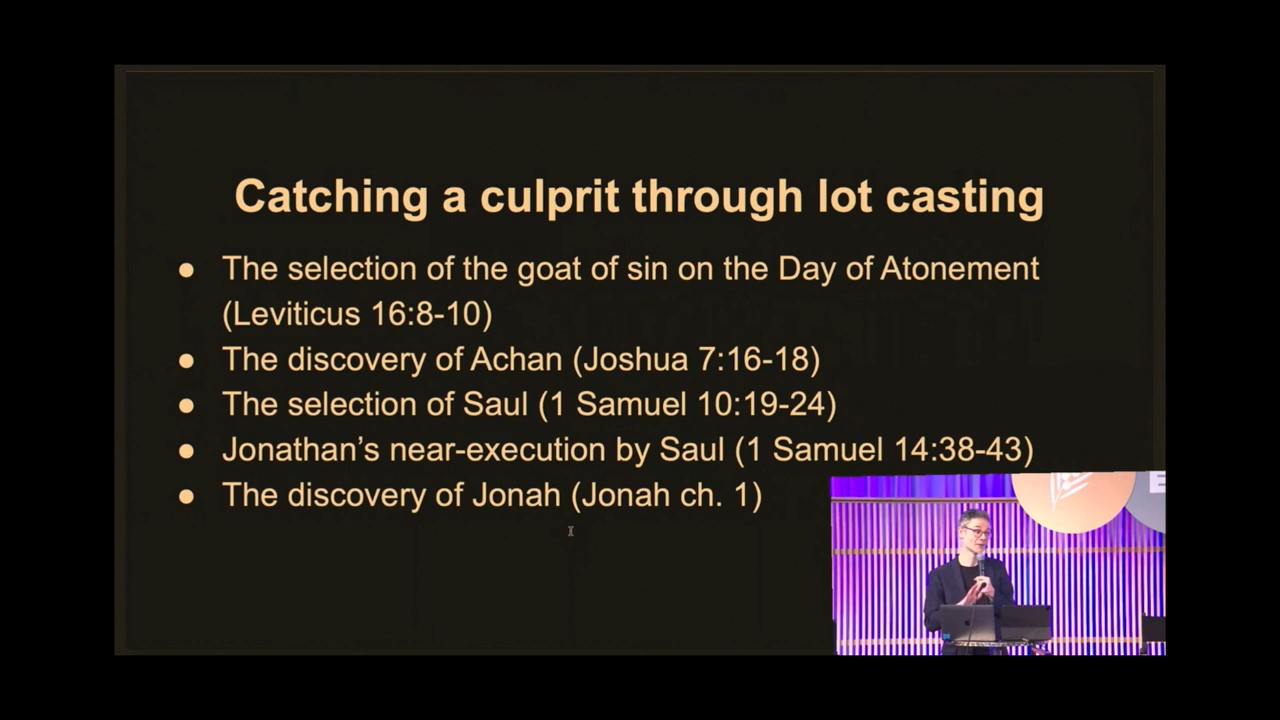 Catching a culprit through lot casting
● The selection of the goat of sin on the Day of Atonement
(Leviticus 16:8-10)
● The discovery of Achan (Joshua 7:16-18)
● The selection of Saul (1 Samuel 10:19-24)
● Jonathan’s near-execution by Saul (1 Samuel 14:38-43)
● The discovery of Jonah (Jonah ch. 1)